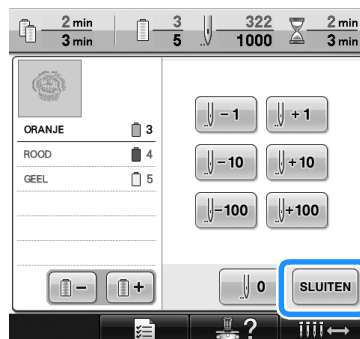 2 min 3 322 2 min
3 min 5 1000 3 min
ORANJE 3
ROOD 4
GEEL 5
- 1 + 1
- 10 + 10
-100 +100
- + 0 SLUITEN
?